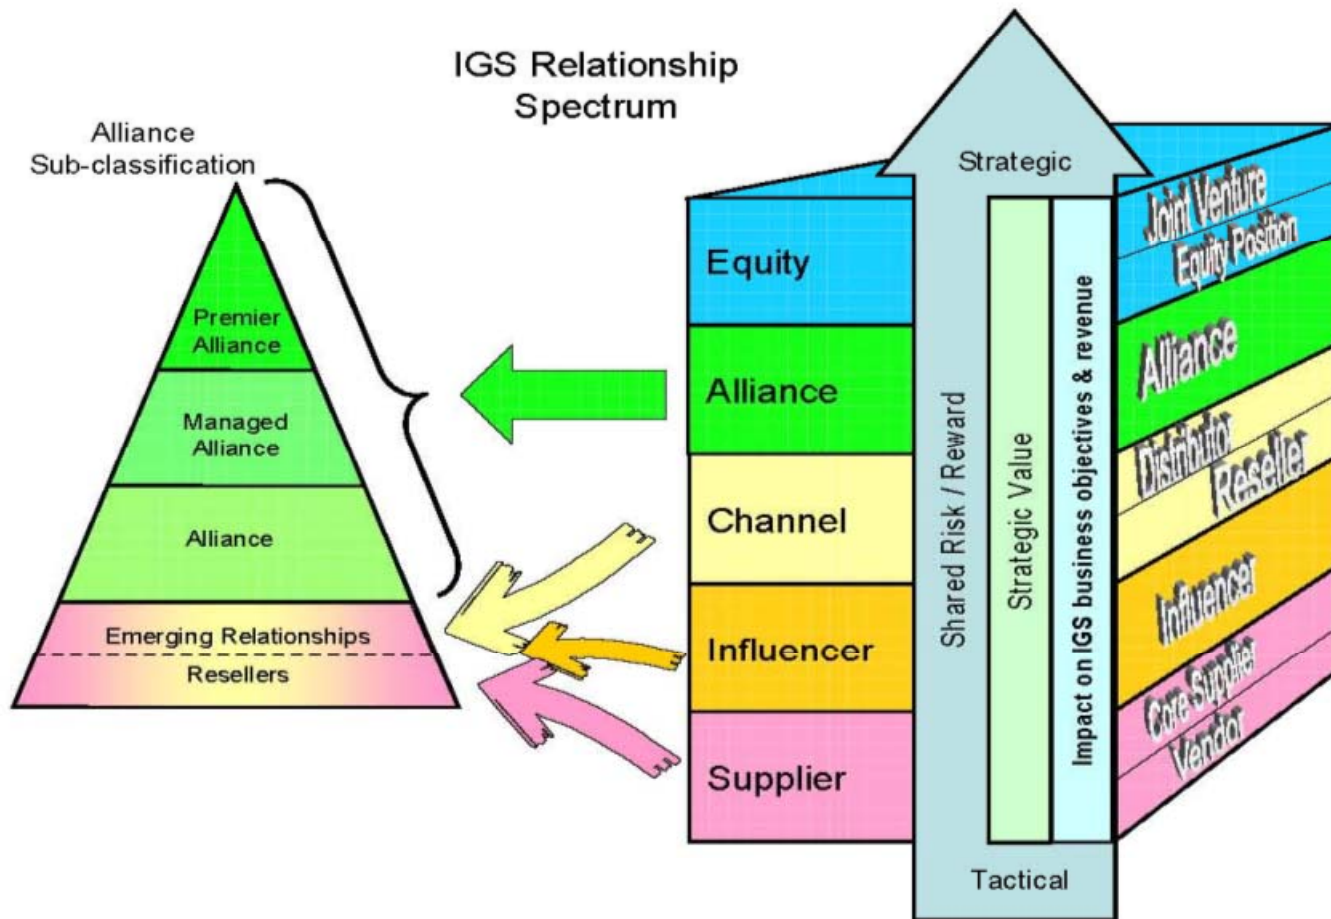 IGS Relationship
Spectrum
Alliance
Sub-classification
Premier
Alliance
Managed
Alliance
Alliance
Emerging Relationships
Resellers
Equity
Alliance
Channel
Influencer
Supplier
Strategic
Shared Risk / Reward
Strategic Value
Impact on IGS business objectives & revenue
Tactical
Joint Venture
Equity Position
Alliance
Distributor
Reseller
Influencer
Core Supplier
Vendor